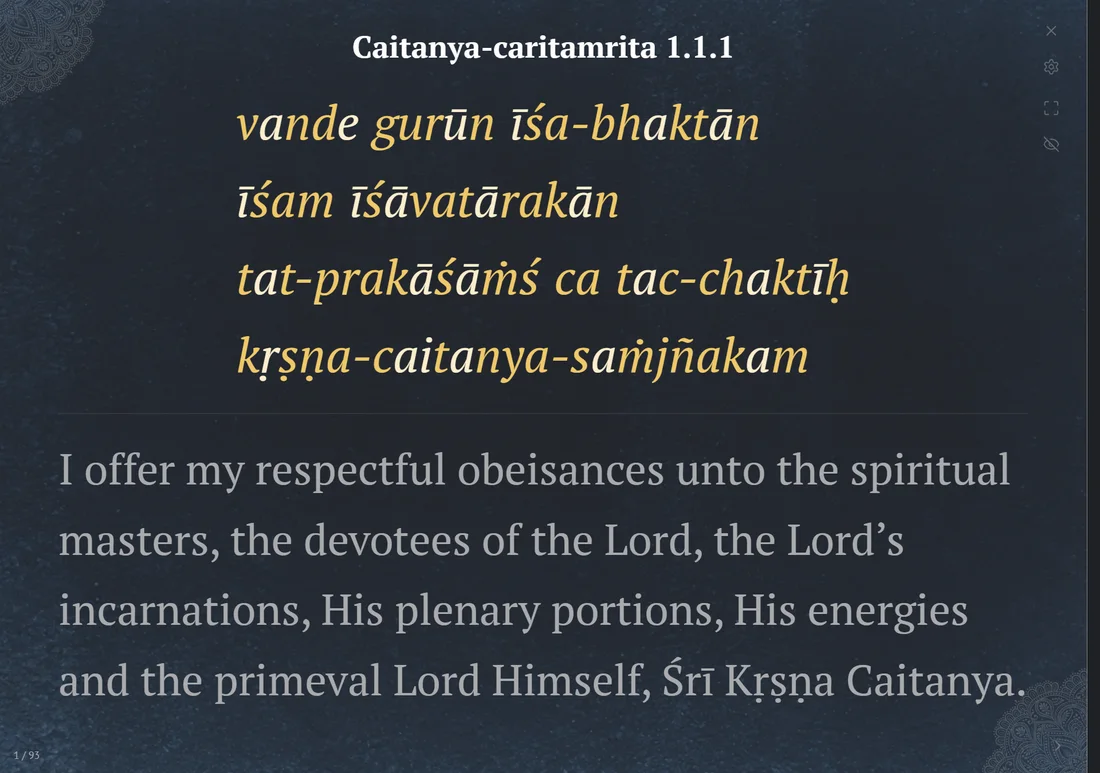 Caitanya-caritamrita 1.1.1
vande gurūn īśa-bhaktān
īśam īśāvatārakān
tat-prakāśāṁś ca tac-chaktīḥ
kṛṣṇa-caitanya-saṁjñakam
I offer my respectful obeisances unto the spiritual
masters, the devotees of the Lord, the Lord’s
incarnations, His plenary portions, His energies
and the primeval Lord Himself, Śrī Kṛṣṇa Caitanya.
1 / 93